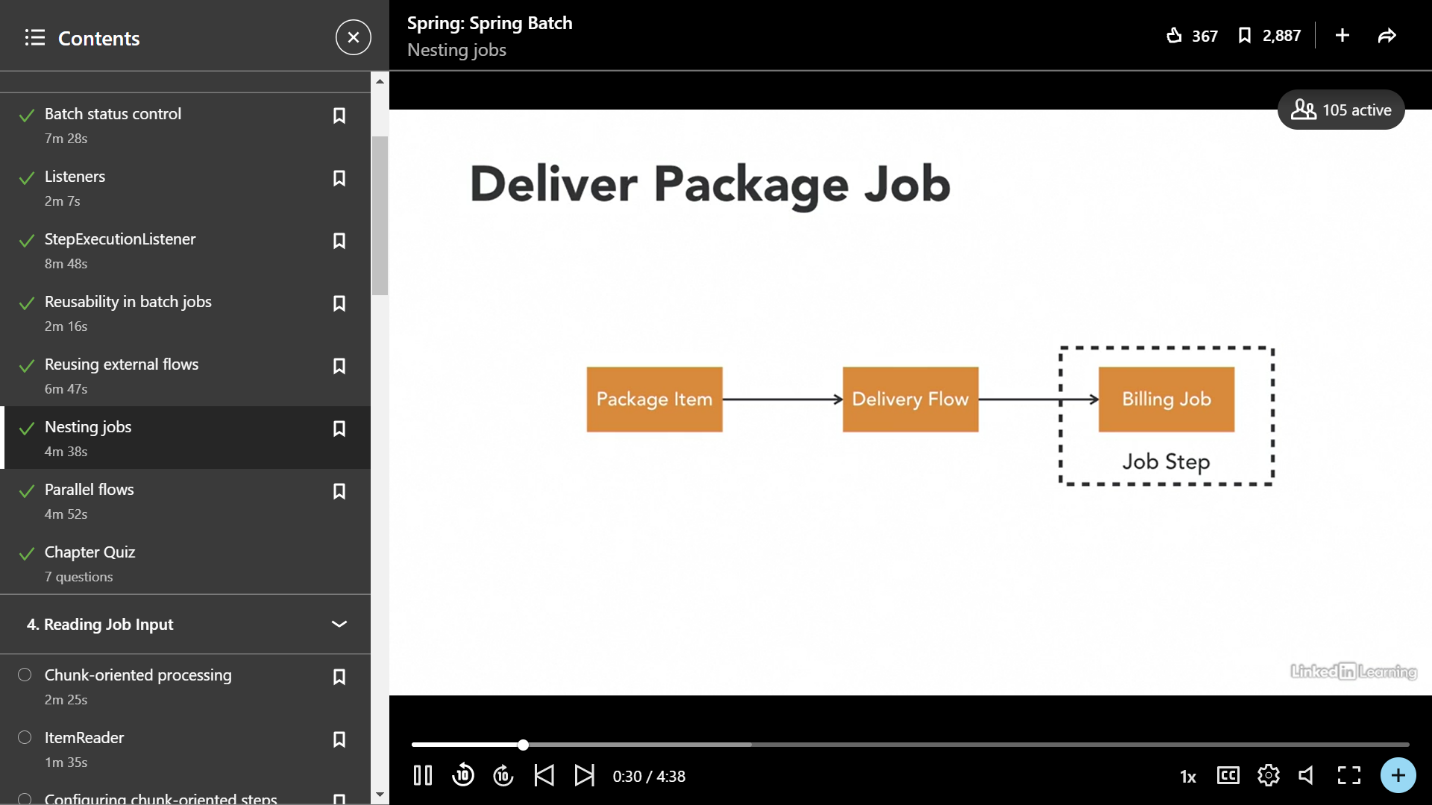 Contents
Spring: Spring Batch
Nesting jobs
367
2,887
105 active
Batch status control
7m 28s
Listeners
2m 7s
StepExecutionListener
8m 48s
Reusability in batch jobs
2m 16s
Reusing external flows
6m 47s
Nesting jobs
4m 38s
Parallel flows
4m 52s
Chapter Quiz
7 questions
4. Reading Job Input
Chunk-oriented processing
2m 25s
ItemReader
1m 35s
Configuring chunk-oriented steps
Deliver Package Job
Package Item
Delivery Flow
Billing Job
Job Step
LinkedIn Learning
10
10
0:30 / 4:38
1x
CC